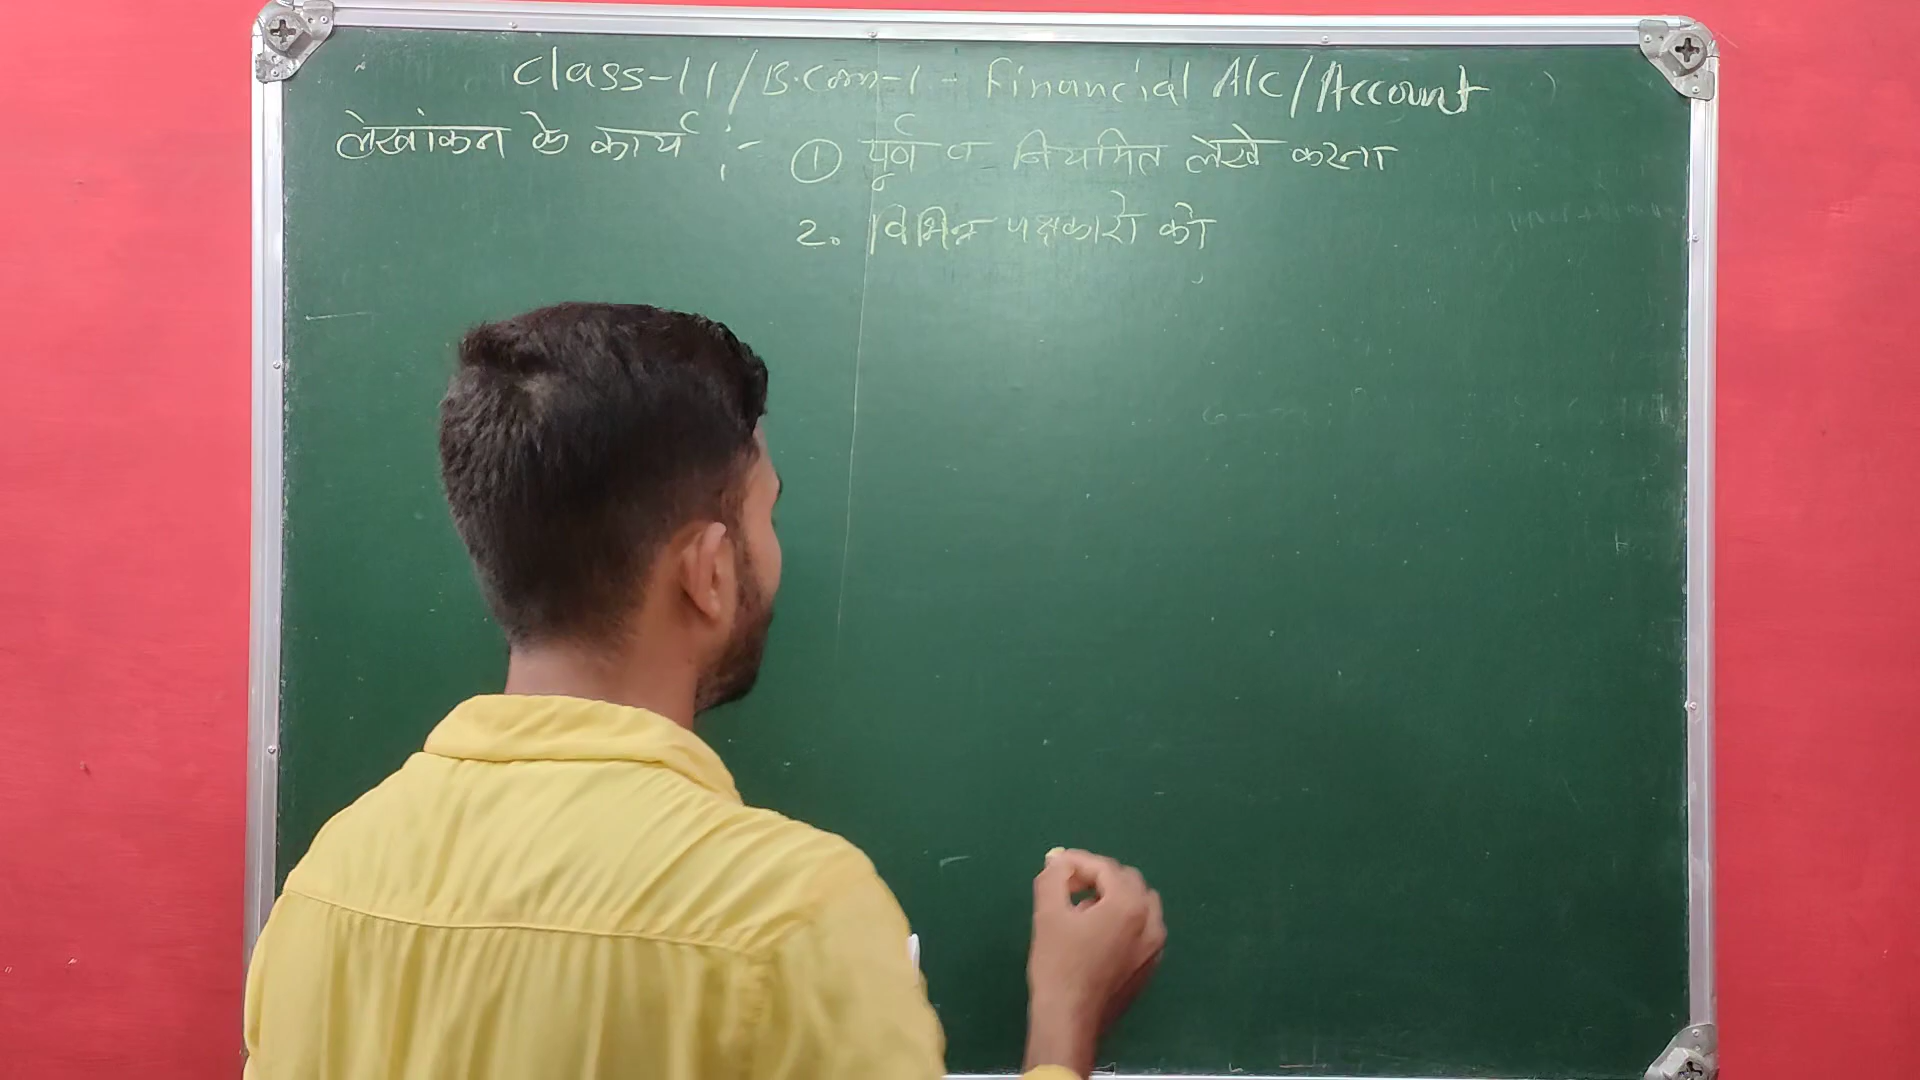 Class-11/B.Com-1 - Financial A/c/Account
लेखांकन के कार्य :- ① पूर्ण व नियमित लेखे करना
2. विभिन्न पक्षकारो को